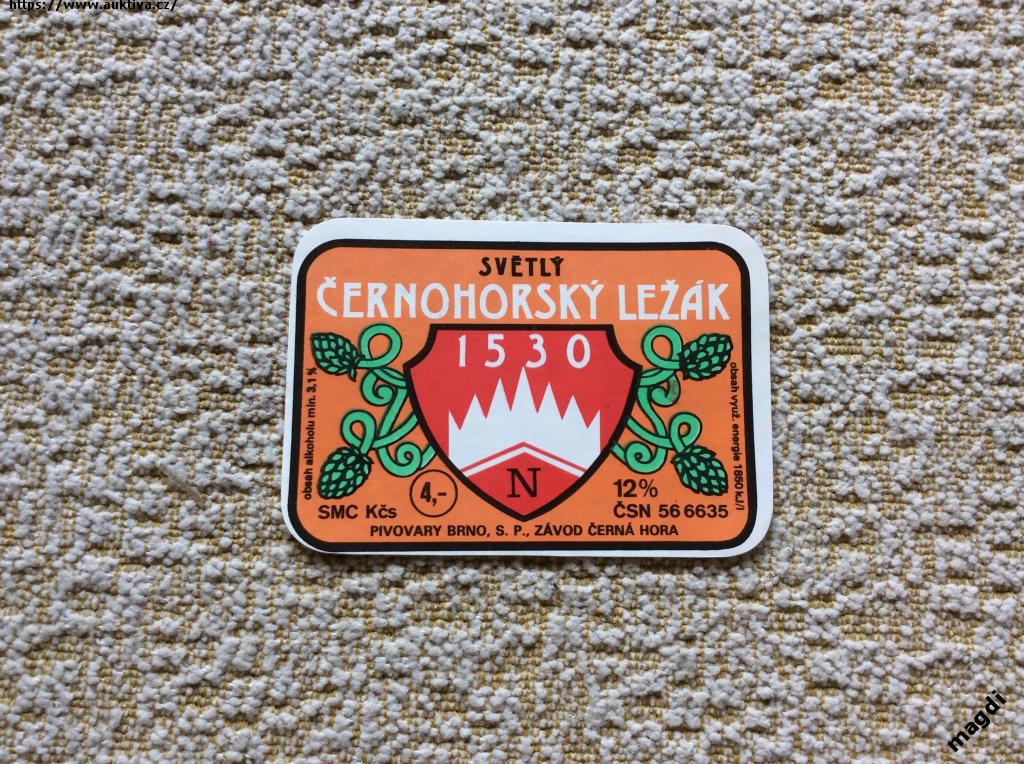 https://www.auktiva.cz/
SVĚTLÝ
ČERNOHORSKÝ LEŽÁK
1530
obsah alkoholu min. 3,1 %
obsah využ. energie 1850 kJ/l
N
4,-
12%
SMC Kčs
ČSN 56 6635
PIVOVARY BRNO, S. P., ZÁVOD ČERNÁ HORA
magdi